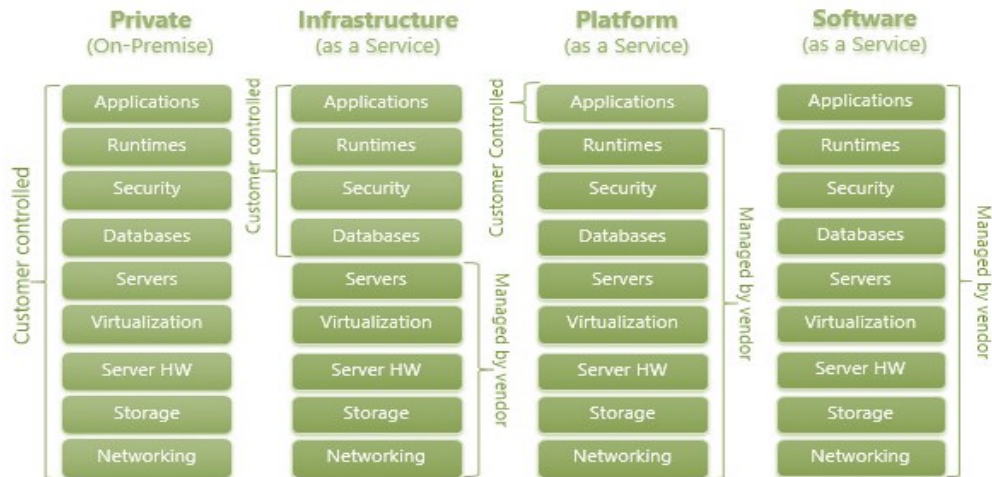 Private
(On-Premise)
Infrastructure
(as a Service)
Platform
(as a Service)
Software
(as a Service)
Customer controlled
Applications
Runtimes
Security
Databases
Servers
Virtualization
Server HW
Storage
Networking
Customer controlled
Applications
Runtimes
Security
Databases
Servers
Virtualization
Server HW
Storage
Networking
Managed by vendor
Customer Controlled
Applications
Runtimes
Security
Databases
Servers
Virtualization
Server HW
Storage
Networking
Managed by vendor
Applications
Runtimes
Security
Databases
Servers
Virtualization
Server HW
Storage
Networking
Managed by vendor